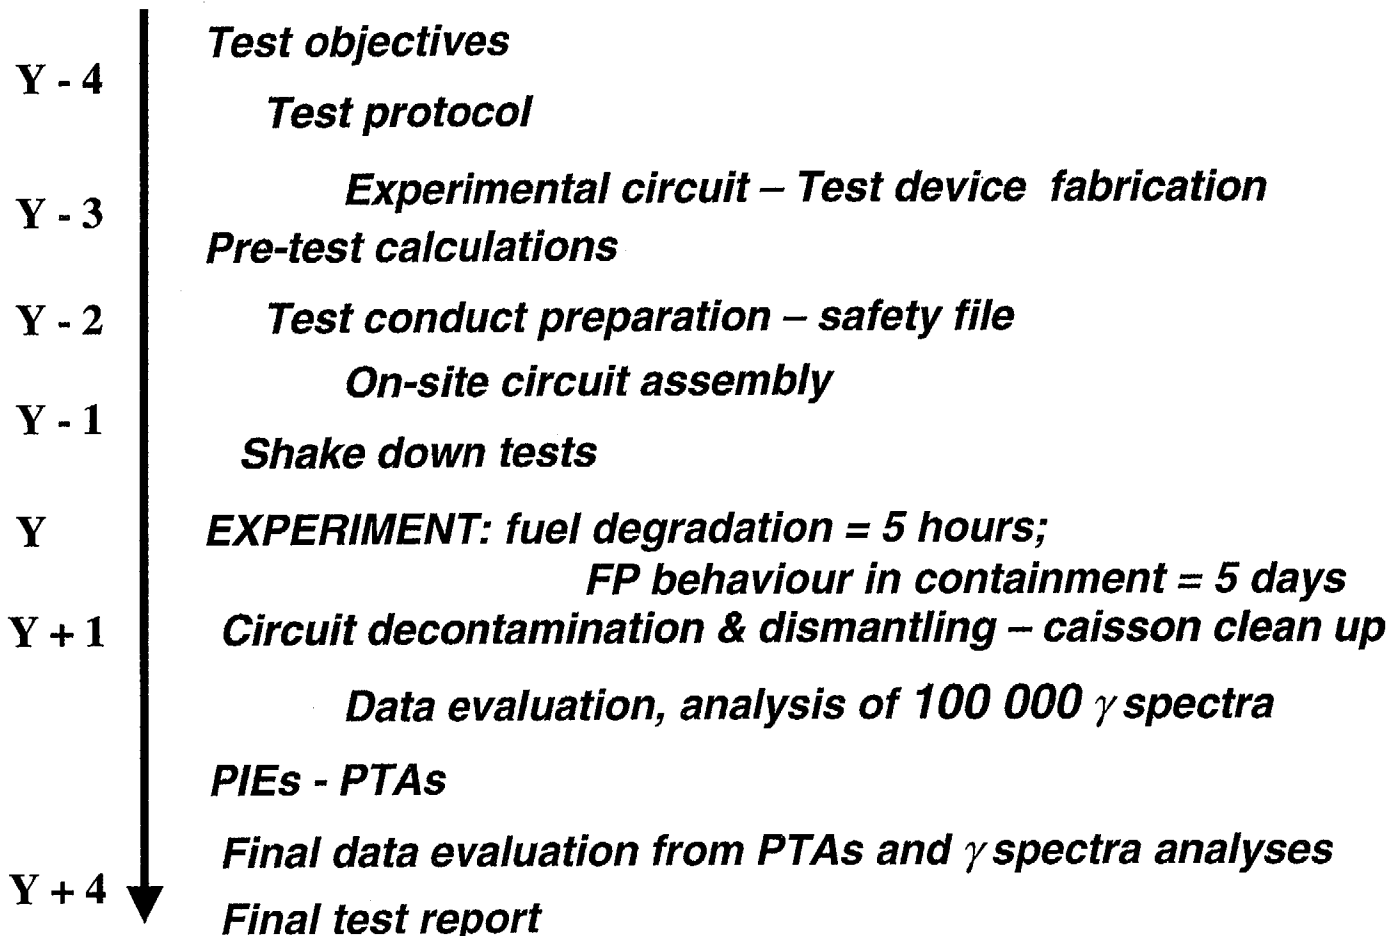 Test objectives
Y - 4
Test protocol
Experimental circuit – Test device fabrication
Y - 3
Pre-test calculations
Y - 2
Test conduct preparation – safety file
On-site circuit assembly
Y - 1
Shake down tests
Y
EXPERIMENT: fuel degradation = 5 hours;
FP behaviour in containment = 5 days
Y + 1
Circuit decontamination & dismantling – caisson clean up
Data evaluation, analysis of 100 000 γ spectra
PIEs - PTAs
Final data evaluation from PTAs and γ spectra analyses
Y + 4
Final test report